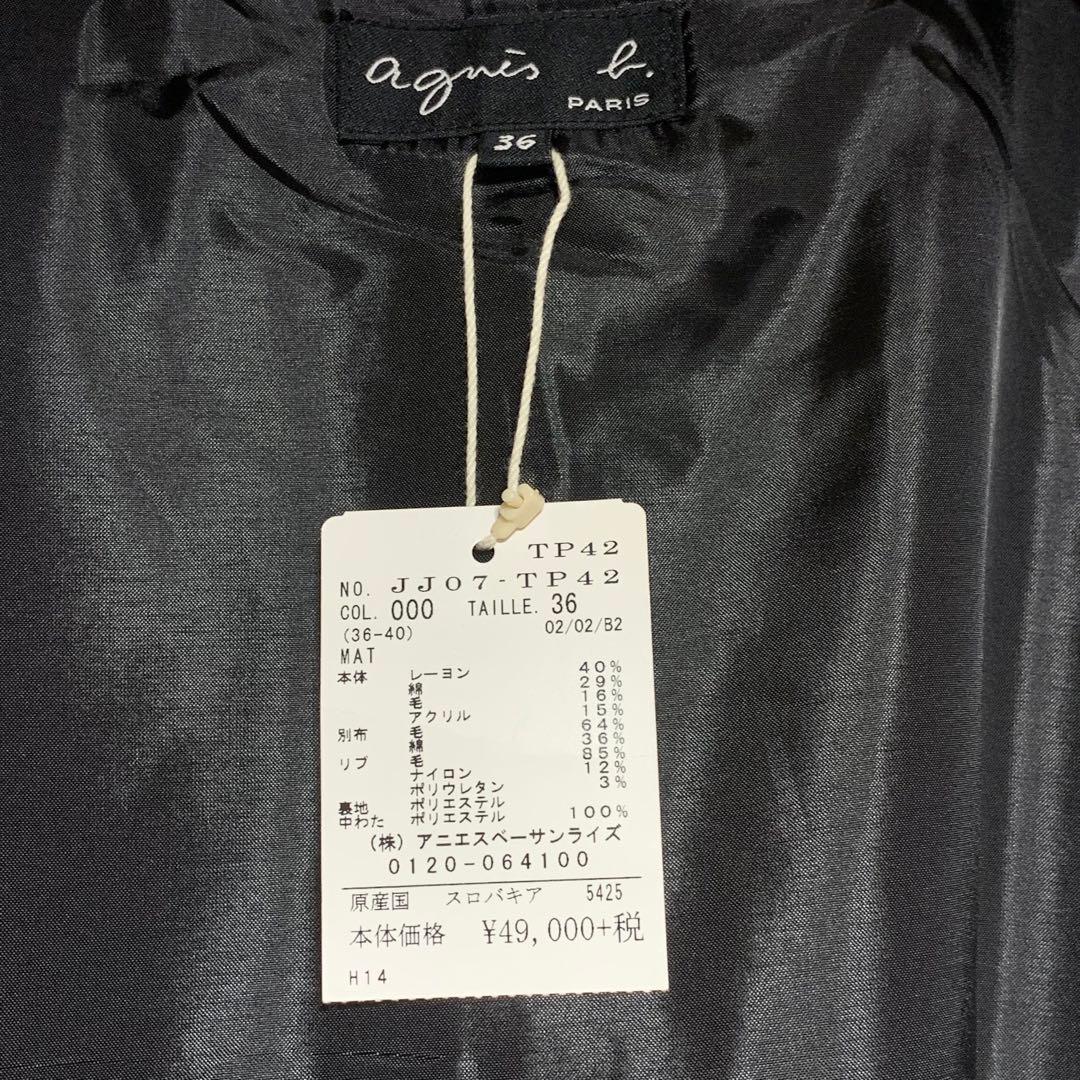 agnès b.
PARIS
36
TP42
NO. JJ07-TP42
COL. 000 TAILLE. 36
(36-40) 02/02/B2
MAT
本体 レーヨン 40%
綿 29%
毛 16%
アクリル 15%
別布 毛 64%
綿 36%
リブ 毛 85%
ナイロン 12%
ポリウレタン 3%
裏地 ポリエステル
中わた ポリエステル 100%
(株) アニエスベーサンライズ
0120-064100
原産国 スロバキア 5425
本体価格 ¥49,000+税
H14